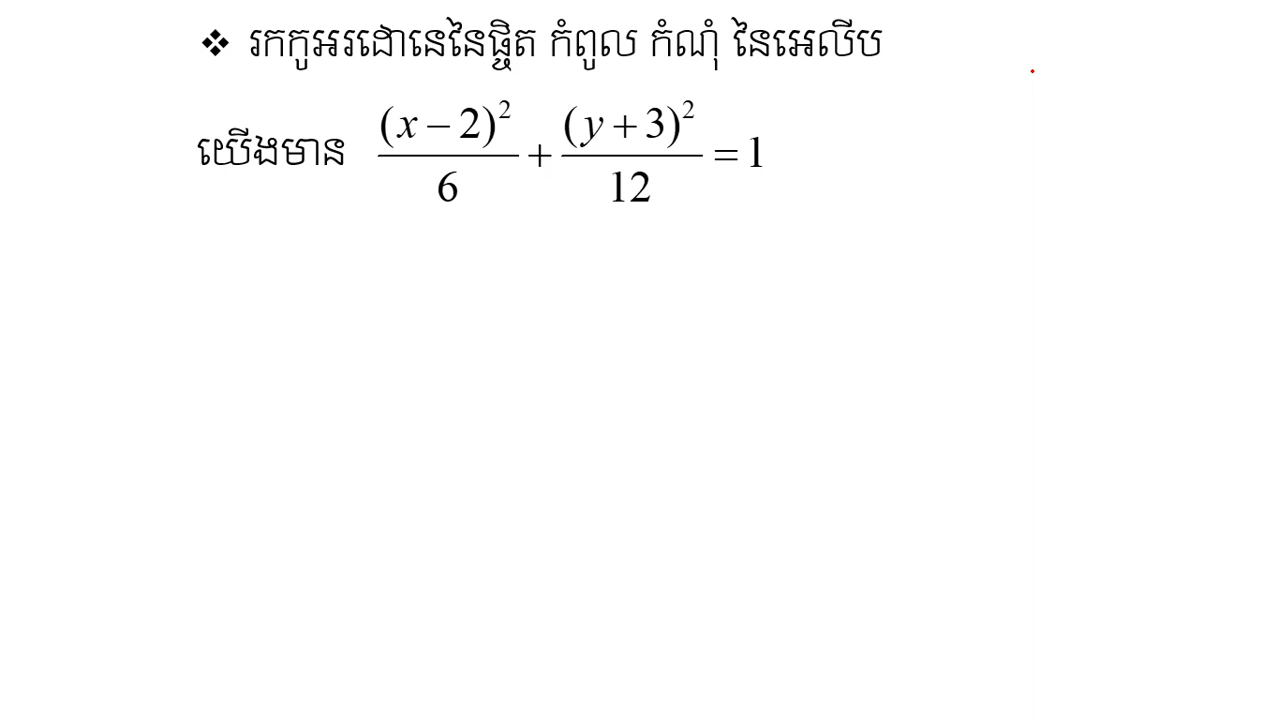 ❖ រកកូអរដោនេនៃផ្ចិត កំពូល កំណុំ នៃអេលីប
យើងមាន (x − 2)²/6 + (y + 3)²/12 = 1